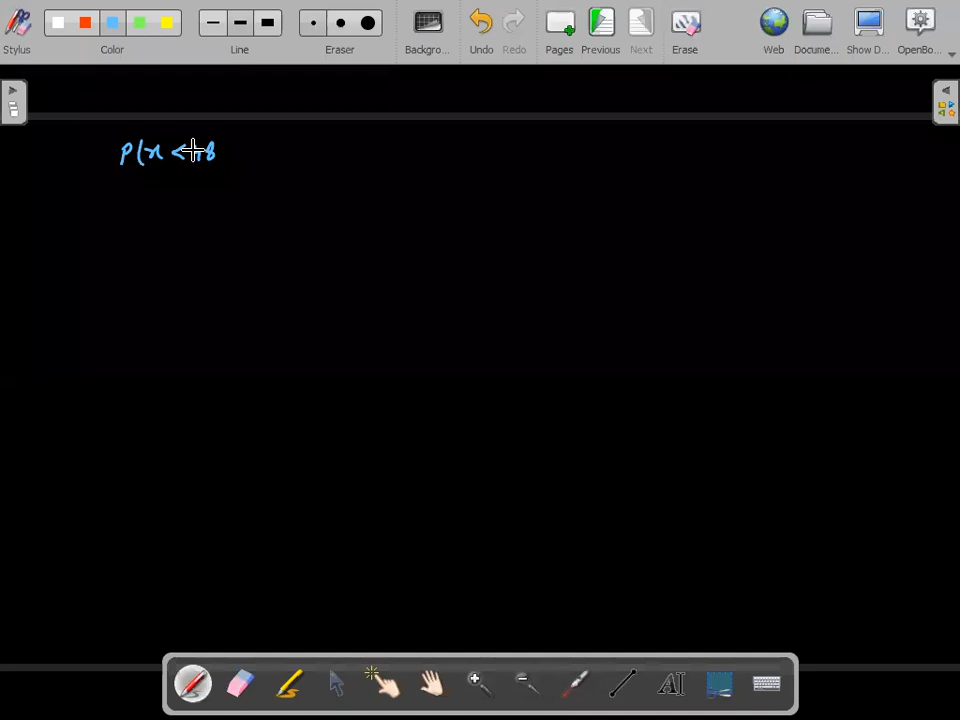 Stylus
Color
Line
Eraser
Backgro...
Undo
Redo
Pages
Previous
Next
Erase
Web
Docume...
Show D...
OpenBo...
P(x <